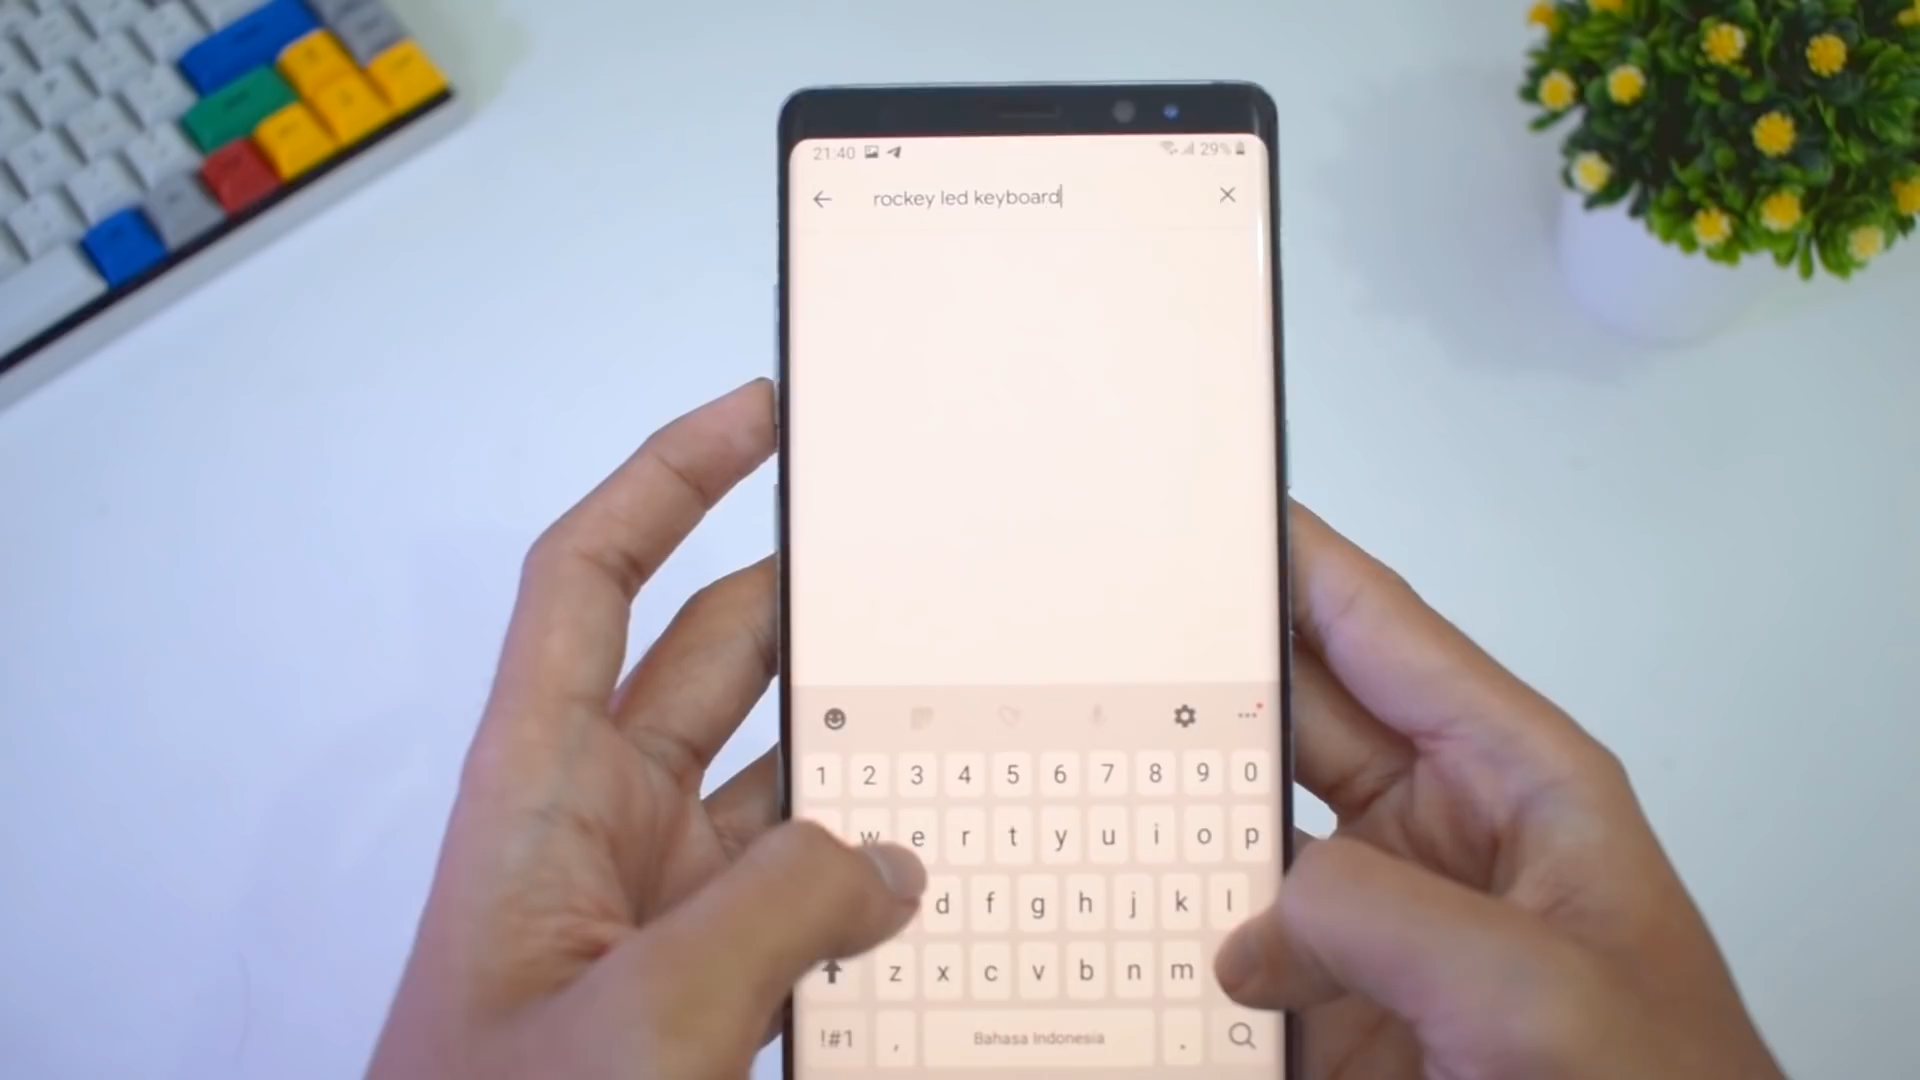 21:40 29%
rockey led keyboard
1 2 3 4 5 6 7 8 9 0
w e r t y u i o p
d f g h j k l
z x c v b n m
!#1 , Bahasa Indonesia .